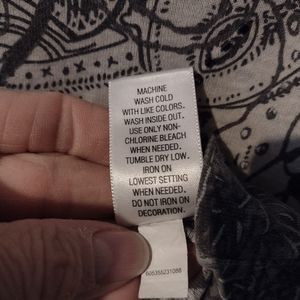 MACHINE
WASH COLD
WITH LIKE COLORS.
WASH INSIDE OUT.
USE ONLY NON-
CHLORINE BLEACH
WHEN NEEDED.
TUMBLE DRY LOW.
IRON ON
LOWEST SETTING
WHEN NEEDED.
DO NOT IRON ON
DECORATION.
605355231088